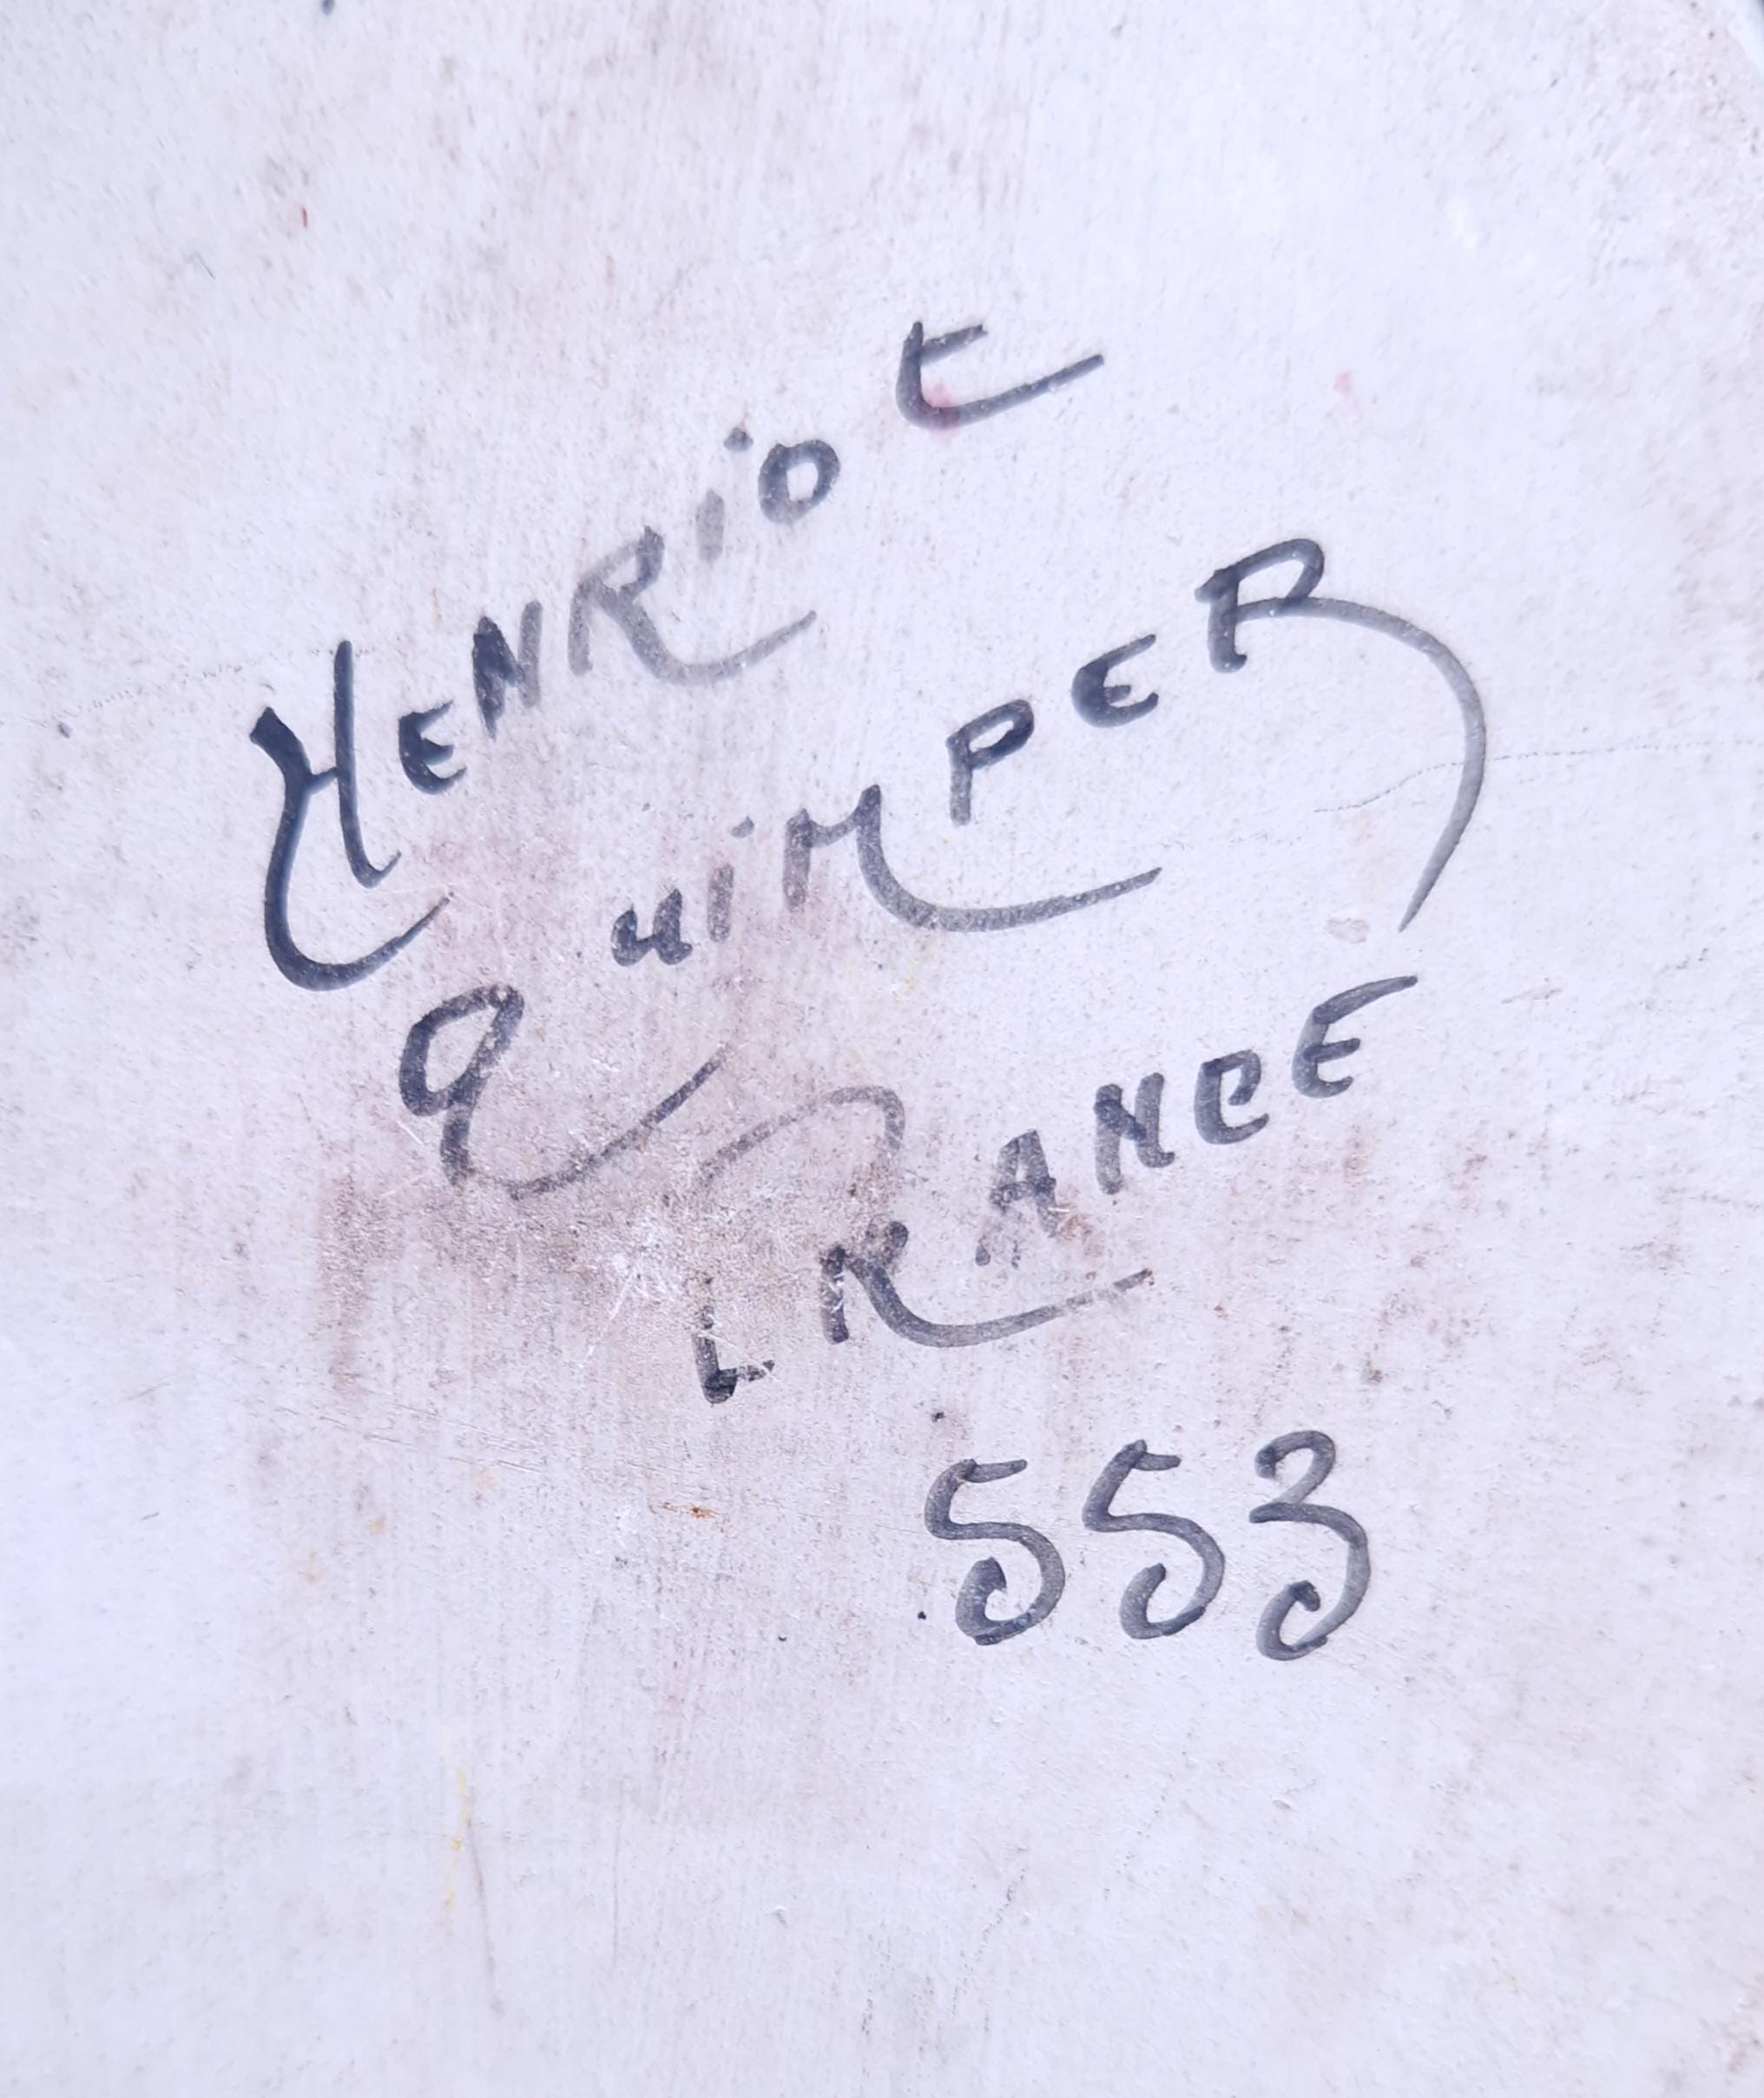 HENRiOt
QuiMPER
FRANCE
553